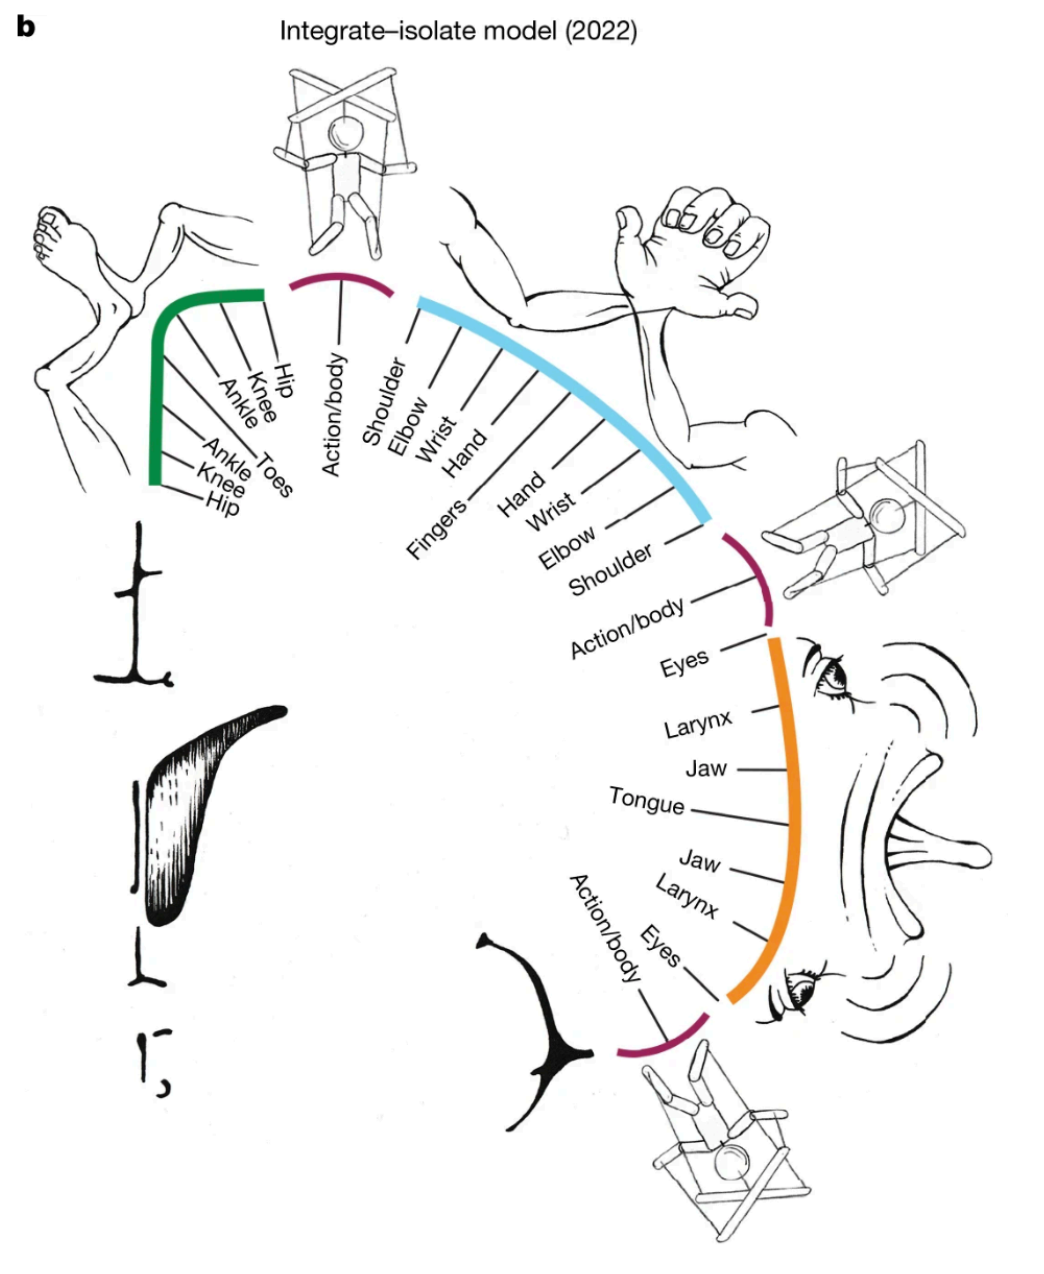 b
Integrate–isolate model (2022)
Hip
Knee
Ankle
Toes
Ankle
Knee
Hip
Action/body
Shoulder
Elbow
Wrist
Hand
Fingers
Hand
Wrist
Elbow
Shoulder
Action/body
Eyes
Larynx
Jaw
Tongue
Jaw
Larynx
Eyes
Action/body